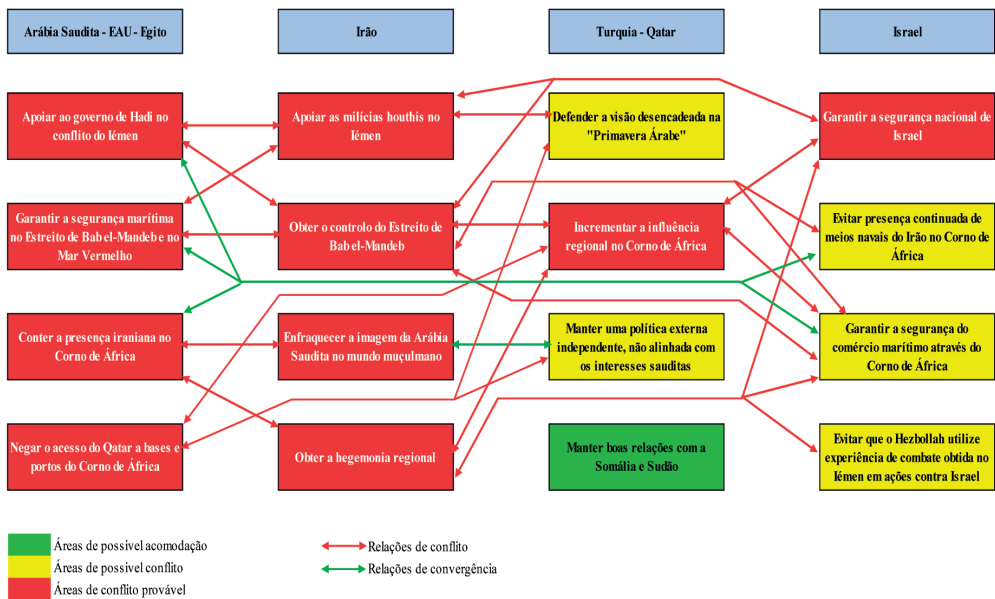 Arábia Saudita - EAU - Egito
Irão
Turquia - Qatar
Israel
Apoiar ao governo de Hadi no
conflito do Iémen
Apoiar as milícias houthis no
Iémen
Defender a visão desencadeada na
"Primavera Árabe"
Garantir a segurança nacional de
Israel
Garantir a segurança marítima
no Estreito de Bab el-Mandeb e no
Mar Vermelho
Obter o controlo do Estreito de
Bab el-Mandeb
Incrementar a influência
regional no Corno de África
Evitar presença continuada de
meios navais do Irão no Corno de
África
Conter a presença iraniana no
Corno de África
Enfraquecer a imagem da Arábia
Saudita no mundo muçulmano
Manter uma política externa
independente, não alinhada com
os interesses sauditas
Garantir a segurança do
comércio marítimo através do
Corno de África
Negar o acesso do Qatar a bases e
portos do Corno de África
Obter a hegemonia regional
Manter boas relações com a
Somália e Sudão
Evitar que o Hezbollah utilize
experiência de combate obtida no
Iémen em ações contra Israel
Áreas de possivel acomodação
Áreas de possivel conflito
Áreas de conflito provável
Relações de conflito
Relações de convergência